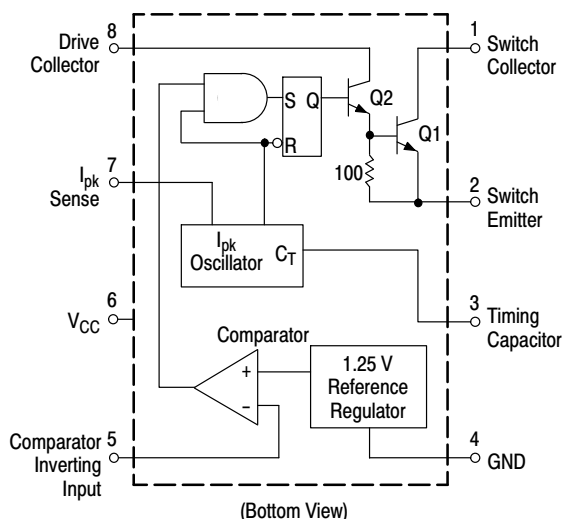 8
Drive
Collector
1
Switch
Collector
S Q
R
Q2
Q1
100
7
Ipk
Sense
2
Switch
Emitter
Ipk
Oscillator
CT
6
VCC
3
Timing
Capacitor
Comparator
+
−
1.25 V
Reference
Regulator
5
Comparator
Inverting
Input
4
GND
(Bottom View)